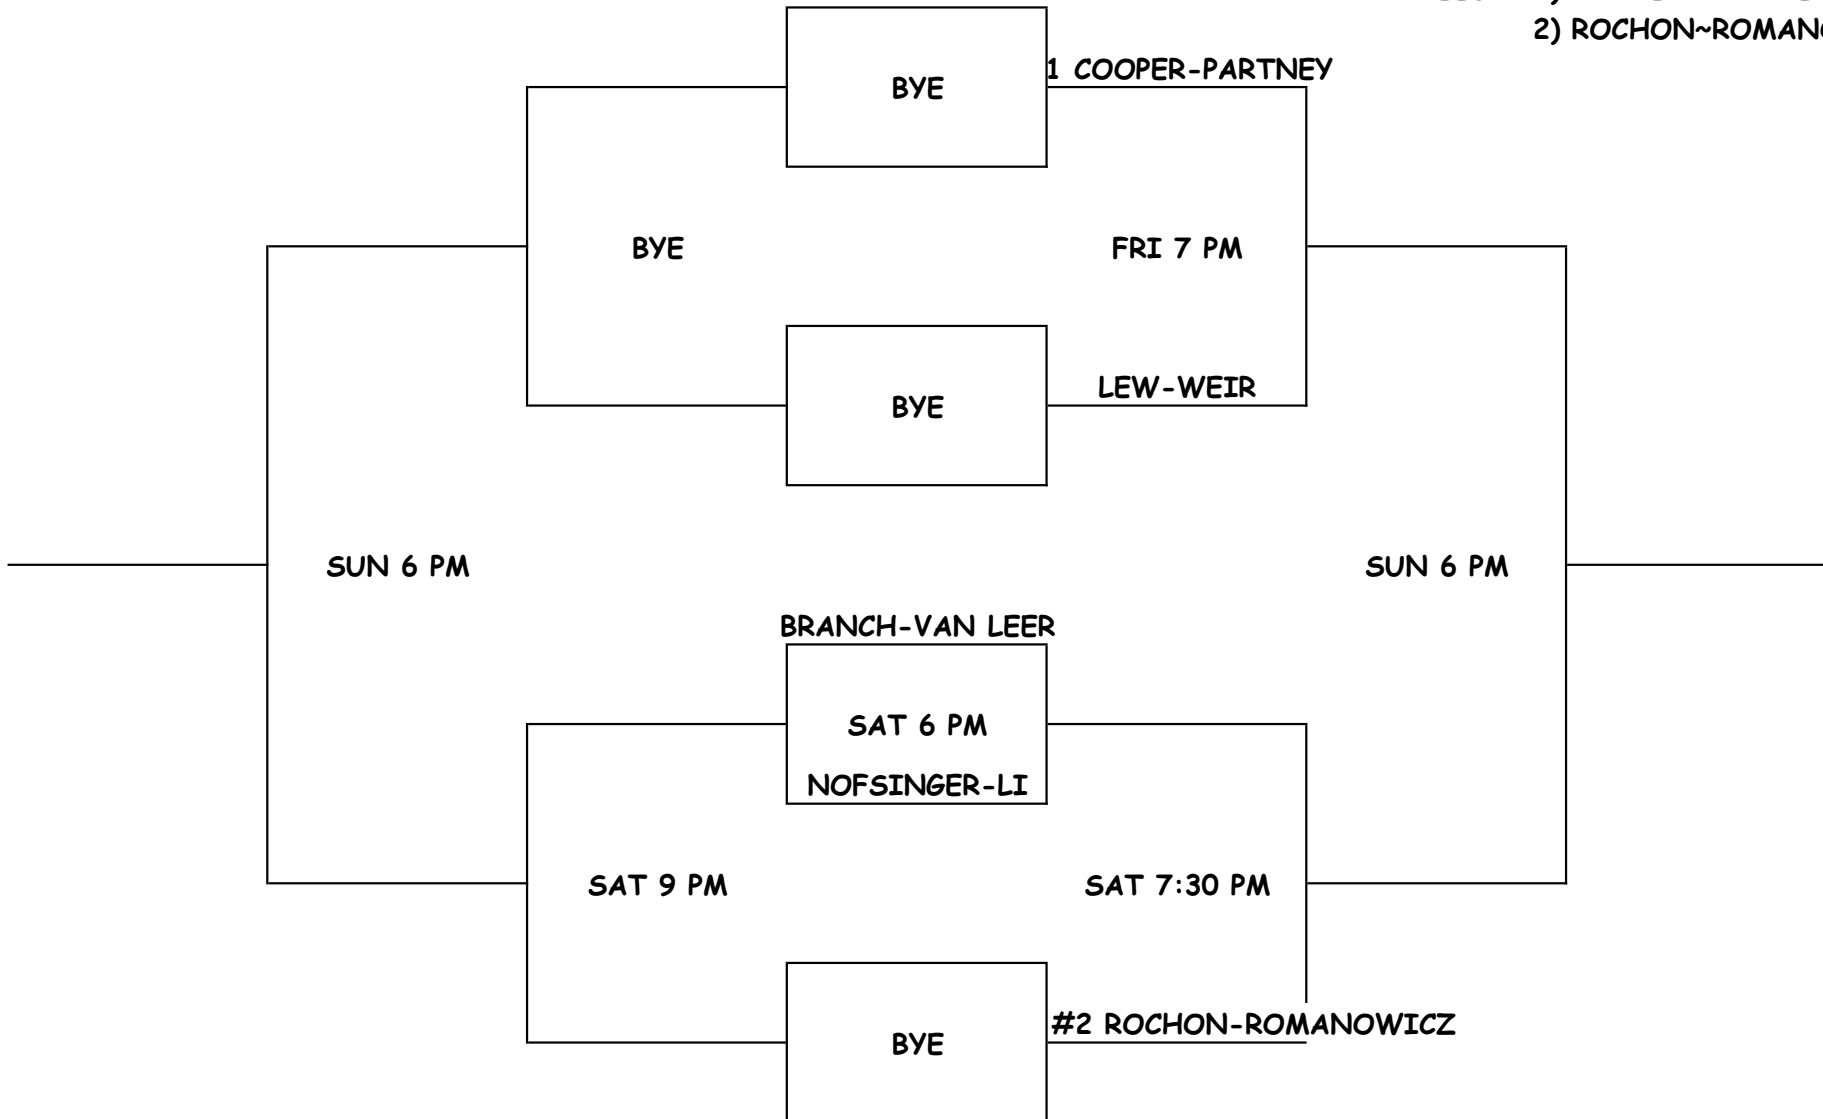 2) ROCHON~ROMAN
1 COOPER-PARTNEY
BYE
BYE
FRI 7 PM
LEW-WEIR
BYE
SUN 6 PM
SUN 6 PM
BRANCH-VAN LEER
SAT 6 PM
NOFSINGER-LI
SAT 9 PM
SAT 7:30 PM
#2 ROCHON-ROMANOWICZ
BYE